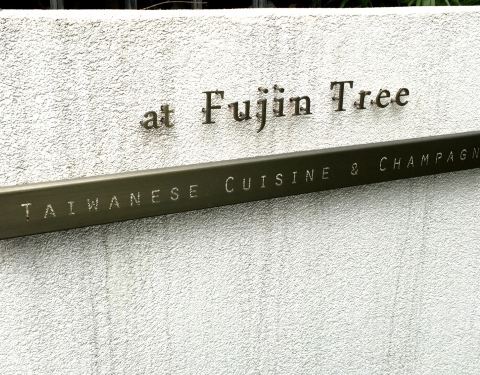 at Fujin Tree
TAIWANESE CUISINE & CHAMPAGN